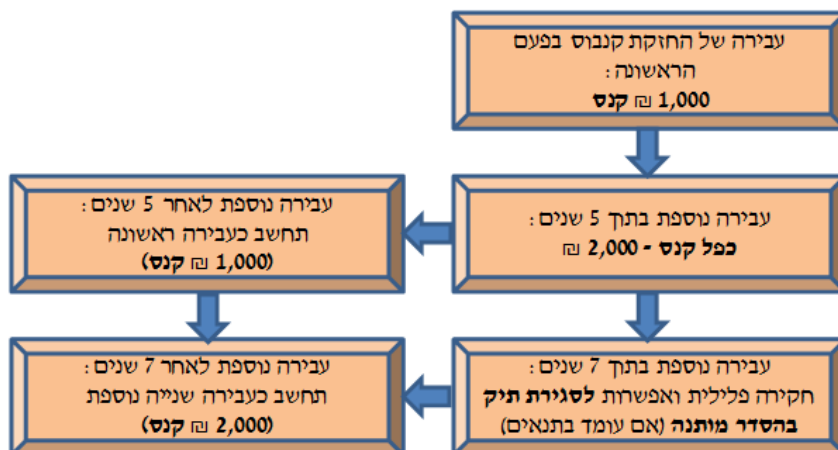 עבירה של החזקת קנבוס בפעם
הראשונה:
1,000 ₪ קנס
עבירה נוספת בתוך 5 שנים:
כפל קנס - 2,000 ₪
עבירה נוספת לאחר 5 שנים:
תחשב כעבירה ראשונה
(1,000 ₪ קנס)
עבירה נוספת בתוך 7 שנים:
חקירה פלילית ואפשרות לסגירת תיק
בהסדר מותנה (אם עומד בתנאים)
עבירה נוספת לאחר 7 שנים:
תחשב כעבירה שנייה נוספת
(2,000 ₪ קנס)